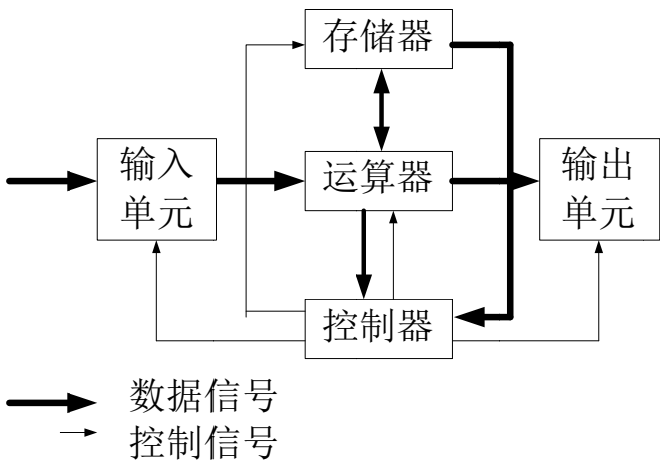 存储器
输入
单元
运算器
输出
单元
控制器
数据信号
控制信号